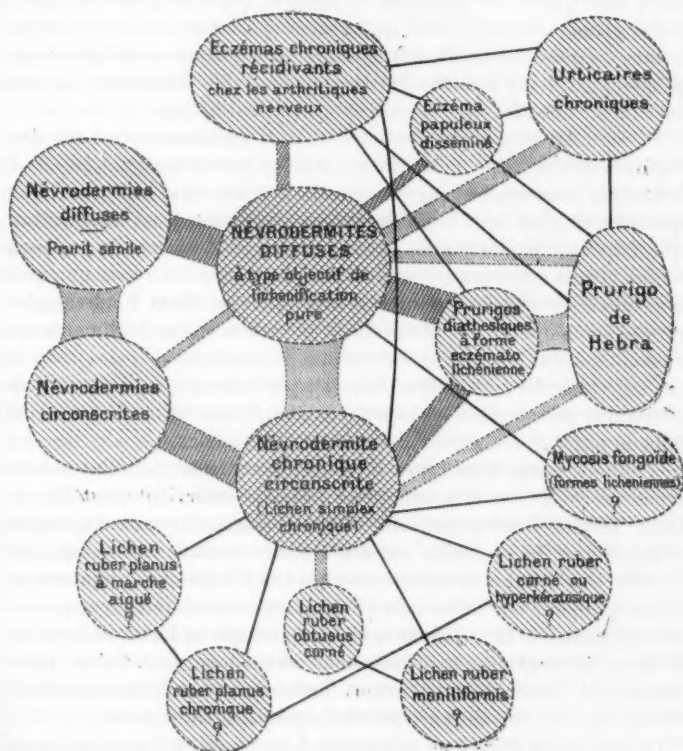 Eczémas chroniques
récidivants
chez les arthritiques
nerveux
Urticaires
chroniques
Eczéma
papuleux
disséminé
Névrodermies
diffuses
Prurit sénile
NÉVRODERMITES
DIFFUSES
à type objectif de
lichenification
pure
Prurigo
de
Hebra
Prurigos
diathésiques
à forme
eczémato
lichénienne
Névrodermies
circonscrites
Névrodermite
chronique
circonscrite
(Lichen simplex
chronique)
Mycosis fongoïde
(formes licheniennes)
?
Lichen
ruber planus
à marche
aiguë
?
Lichen ruber
corné ou
hyperkératosique
?
Lichen
ruber
obtusus
corné
Lichen
ruber planus
chronique
?
Lichen ruber
moniliformis
?